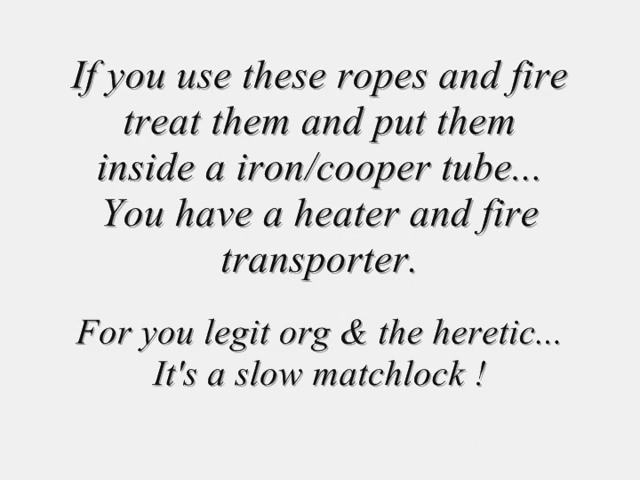 If you use these ropes and fire
treat them and put them
inside a iron/cooper tube...
You have a heater and fire
transporter.
For you legit org & the heretic...
It's a slow matchlock !